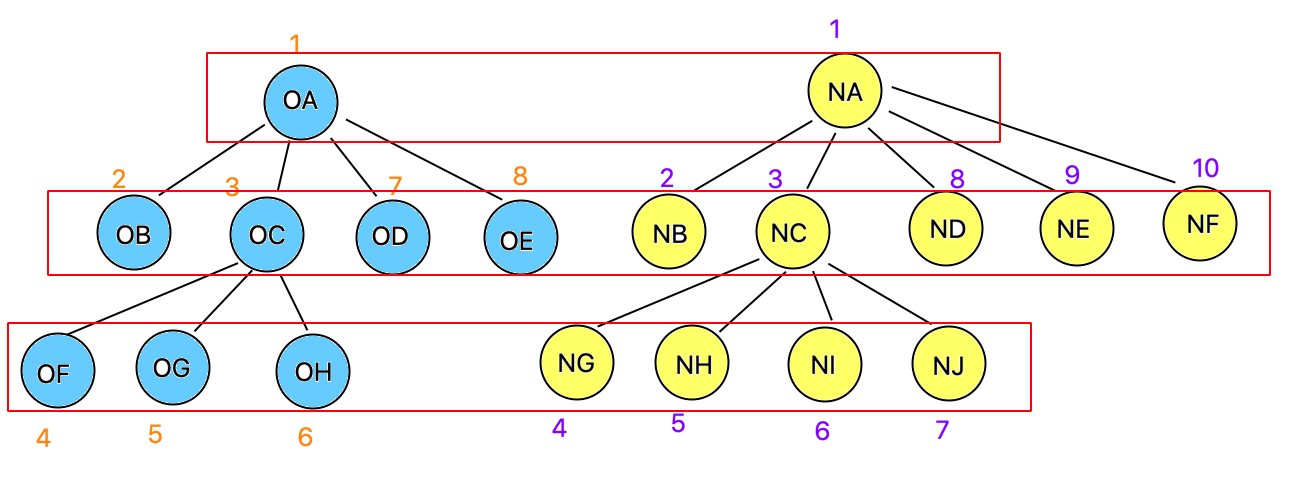 1 1
OA NA
2 3 7 8 2 3 8 9 10
OB OC OD OE NB NC ND NE NF
OF OG OH NG NH NI NJ
4 5 6 4 5 6 7